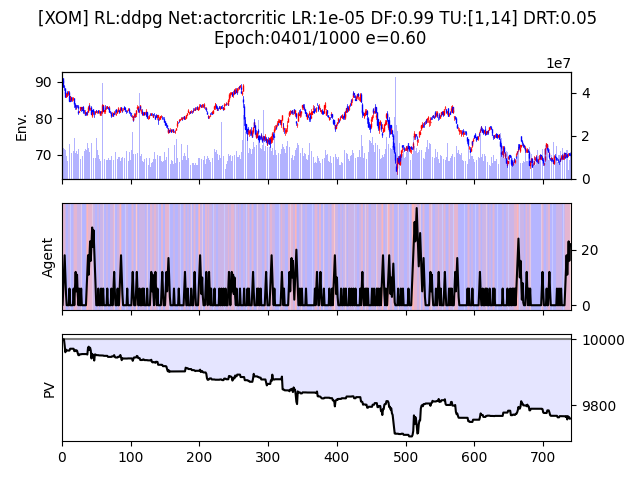 [XOM] RL:ddpg Net:actorcritic LR:1e-05 DF:0.99 TU:[1,14] DRT:0.05
Epoch:0401/1000 e=0.60
1e7
90
80
70
Env.
4
2
0
Agent
20
0
PV
10000
9800
0 100 200 300 400 500 600 700